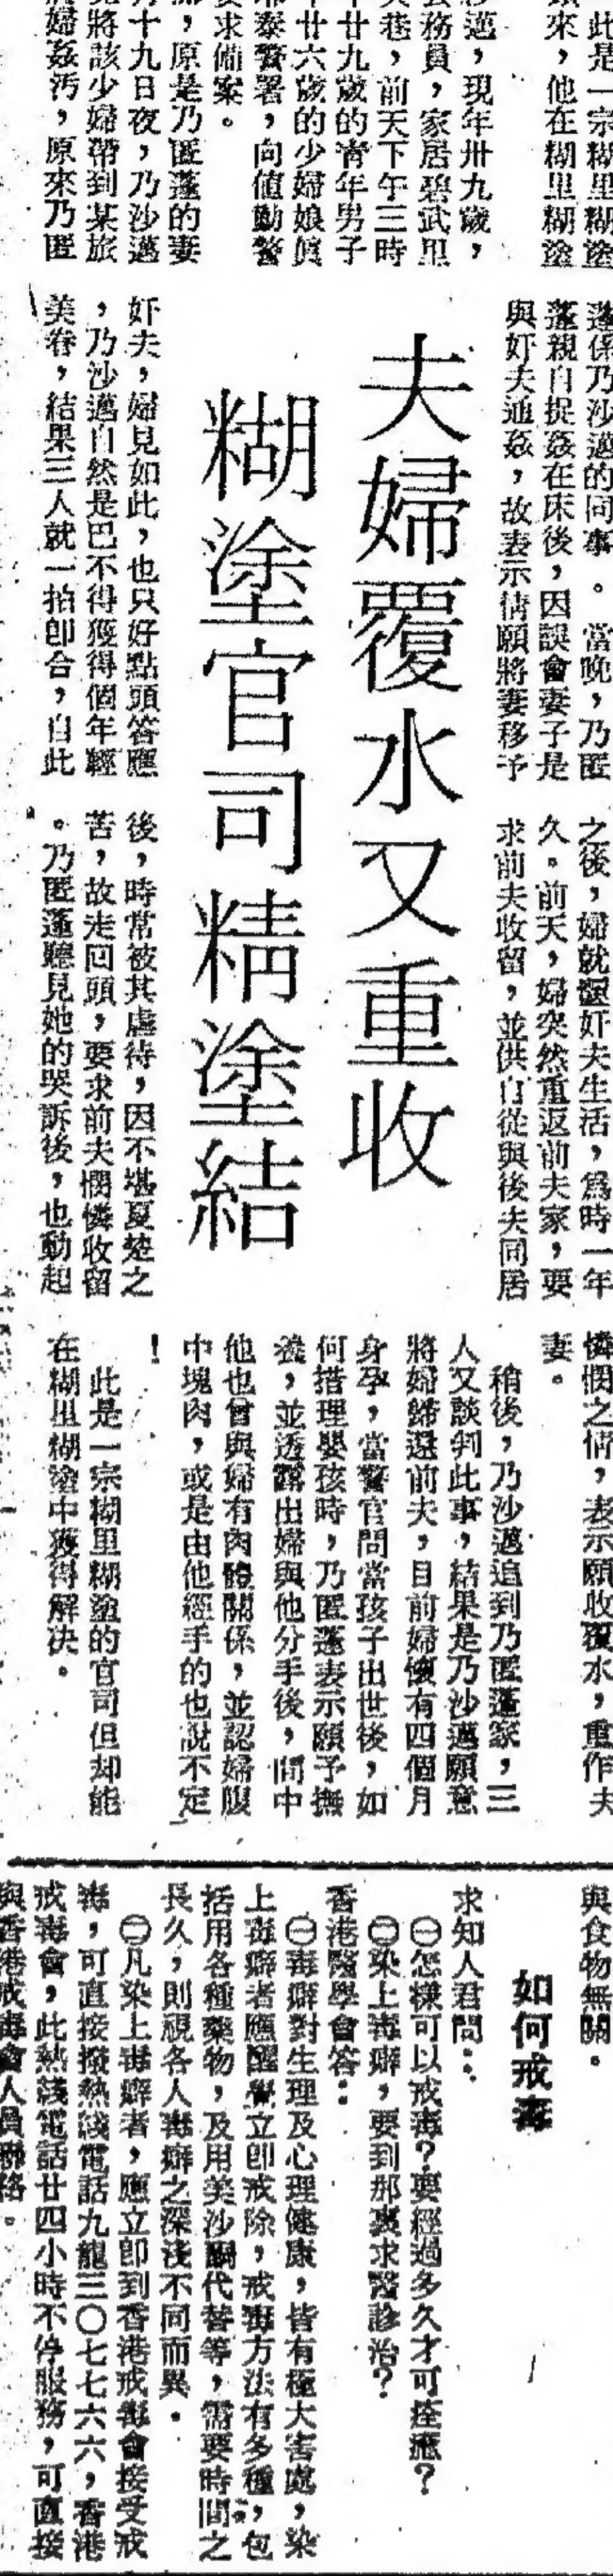 此是一宗糊里糊塗
來，他在糊里糊塗
沙邁，現年卅九歲，
公務員，家居碧武里
巷，前天下午三時
廿九歲的青年男子
廿六歲的少婦娘眞
泰警署，向値勤警
求備案。
原是乃匿蓬的妻
月十九日夜，乃沙邁
將該少婦帶到某旅
婦姦汚，原來乃匿
夫婦覆水又重收
糊塗官司精塗結
蓬係乃沙邁的同事。當晩，乃匿
蓬親自捉姦在床後，因誤會妻子是
與奸夫通姦，故表示情願將妻移予
奸夫，婦見如此，也只好點頭答應
，乃沙邁自然是巴不得獲得個年輕
美眷，結果三人就一拍卽合，自此
之後，婦就與奸夫生活，爲時一年
久。前天，婦突然重返前夫家，要
求前夫收留，並供自從與後夫同居
後，時常被其虐待，因不堪夏楚之
苦，故走回頭，要求前夫憫憐收留
。乃匿蓬聽見她的哭訴後，也動起
憐憫之情，表示願收覆水，重作夫
妻。
稍後，乃沙邁追到乃匿蓬家，三
人又談判此事，結果是乃沙邁願意
將婦歸還前夫，目前婦懷有四個月
身孕，當警官問當孩子出世後，如
何措理嬰孩時，乃匿蓬表示願予撫
養，並透露出婦與他分手後，間中
他也曾與婦有肉體關係，並認婦腹
中塊肉，或是由他經手的也說不定
！
此是一宗糊里糊塗的官司但却能
在糊里糊塗中獲得解決。
與食物無關。
如何戒毒
求知人君問：
㊀怎樣可以戒毒？要經過多久才可痊癒？
㊁染上毒癖，要到那裏求醫診治？
香港醫學會答：
㊀毒癖對生理及心理健康，皆有極大害處，染
上毒癖者應醒覺立卽戒除，戒毒方法有多種，包
括用各種藥物，及用美沙酮代替等，需要時間之
長久，則視各人毒癖之深淺不同而異。
㊁凡染上毒癖者，應立卽到香港戒毒會接受戒
毒，可直接撥熱綫電話九龍三〇七七六六，香港
戒毒會，此熱綫電話廿四小時不停服務，可直接
與香港戒毒會人員聯絡。